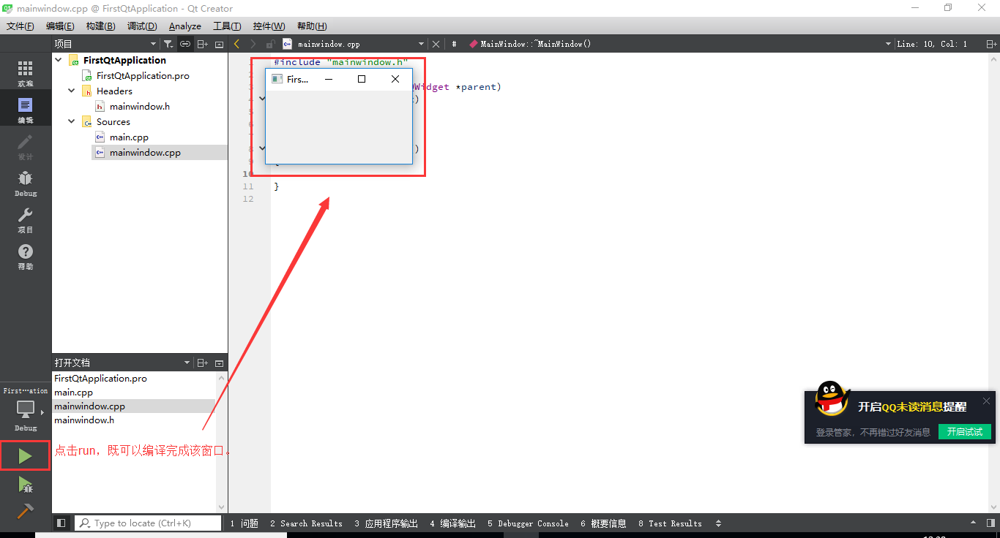 mainwindow.cpp @ FirstQtApplication - Qt Creator
文件(F) 编辑(E) 构建(B) 调试(D) Analyze 工具(T) 控件(W) 帮助(H)
项目
mainwindow.cpp
# MainWindow::~MainWindow()
Line: 10, Col: 1
欢迎
编辑
设计
Debug
项目
帮助
FirstQtApplication
FirstQtApplication.pro
Headers
mainwindow.h
Sources
main.cpp
mainwindow.cpp
#include "mainwindow.h"
Firs...
QWidget *parent)
)
8
)
{
10
11 }
12
打开文档
FirstQtApplication.pro
main.cpp
mainwindow.cpp
mainwindow.h
First…ation
Debug
点击run，既可以编译完成该窗口。
开启QQ未读消息提醒
登录管家，不再错过好友消息
开启试试
Type to locate (Ctrl+K)
1 问题 2 Search Results 3 应用程序输出 4 编译输出 5 Debugger Console 6 概要信息 8 Test Results